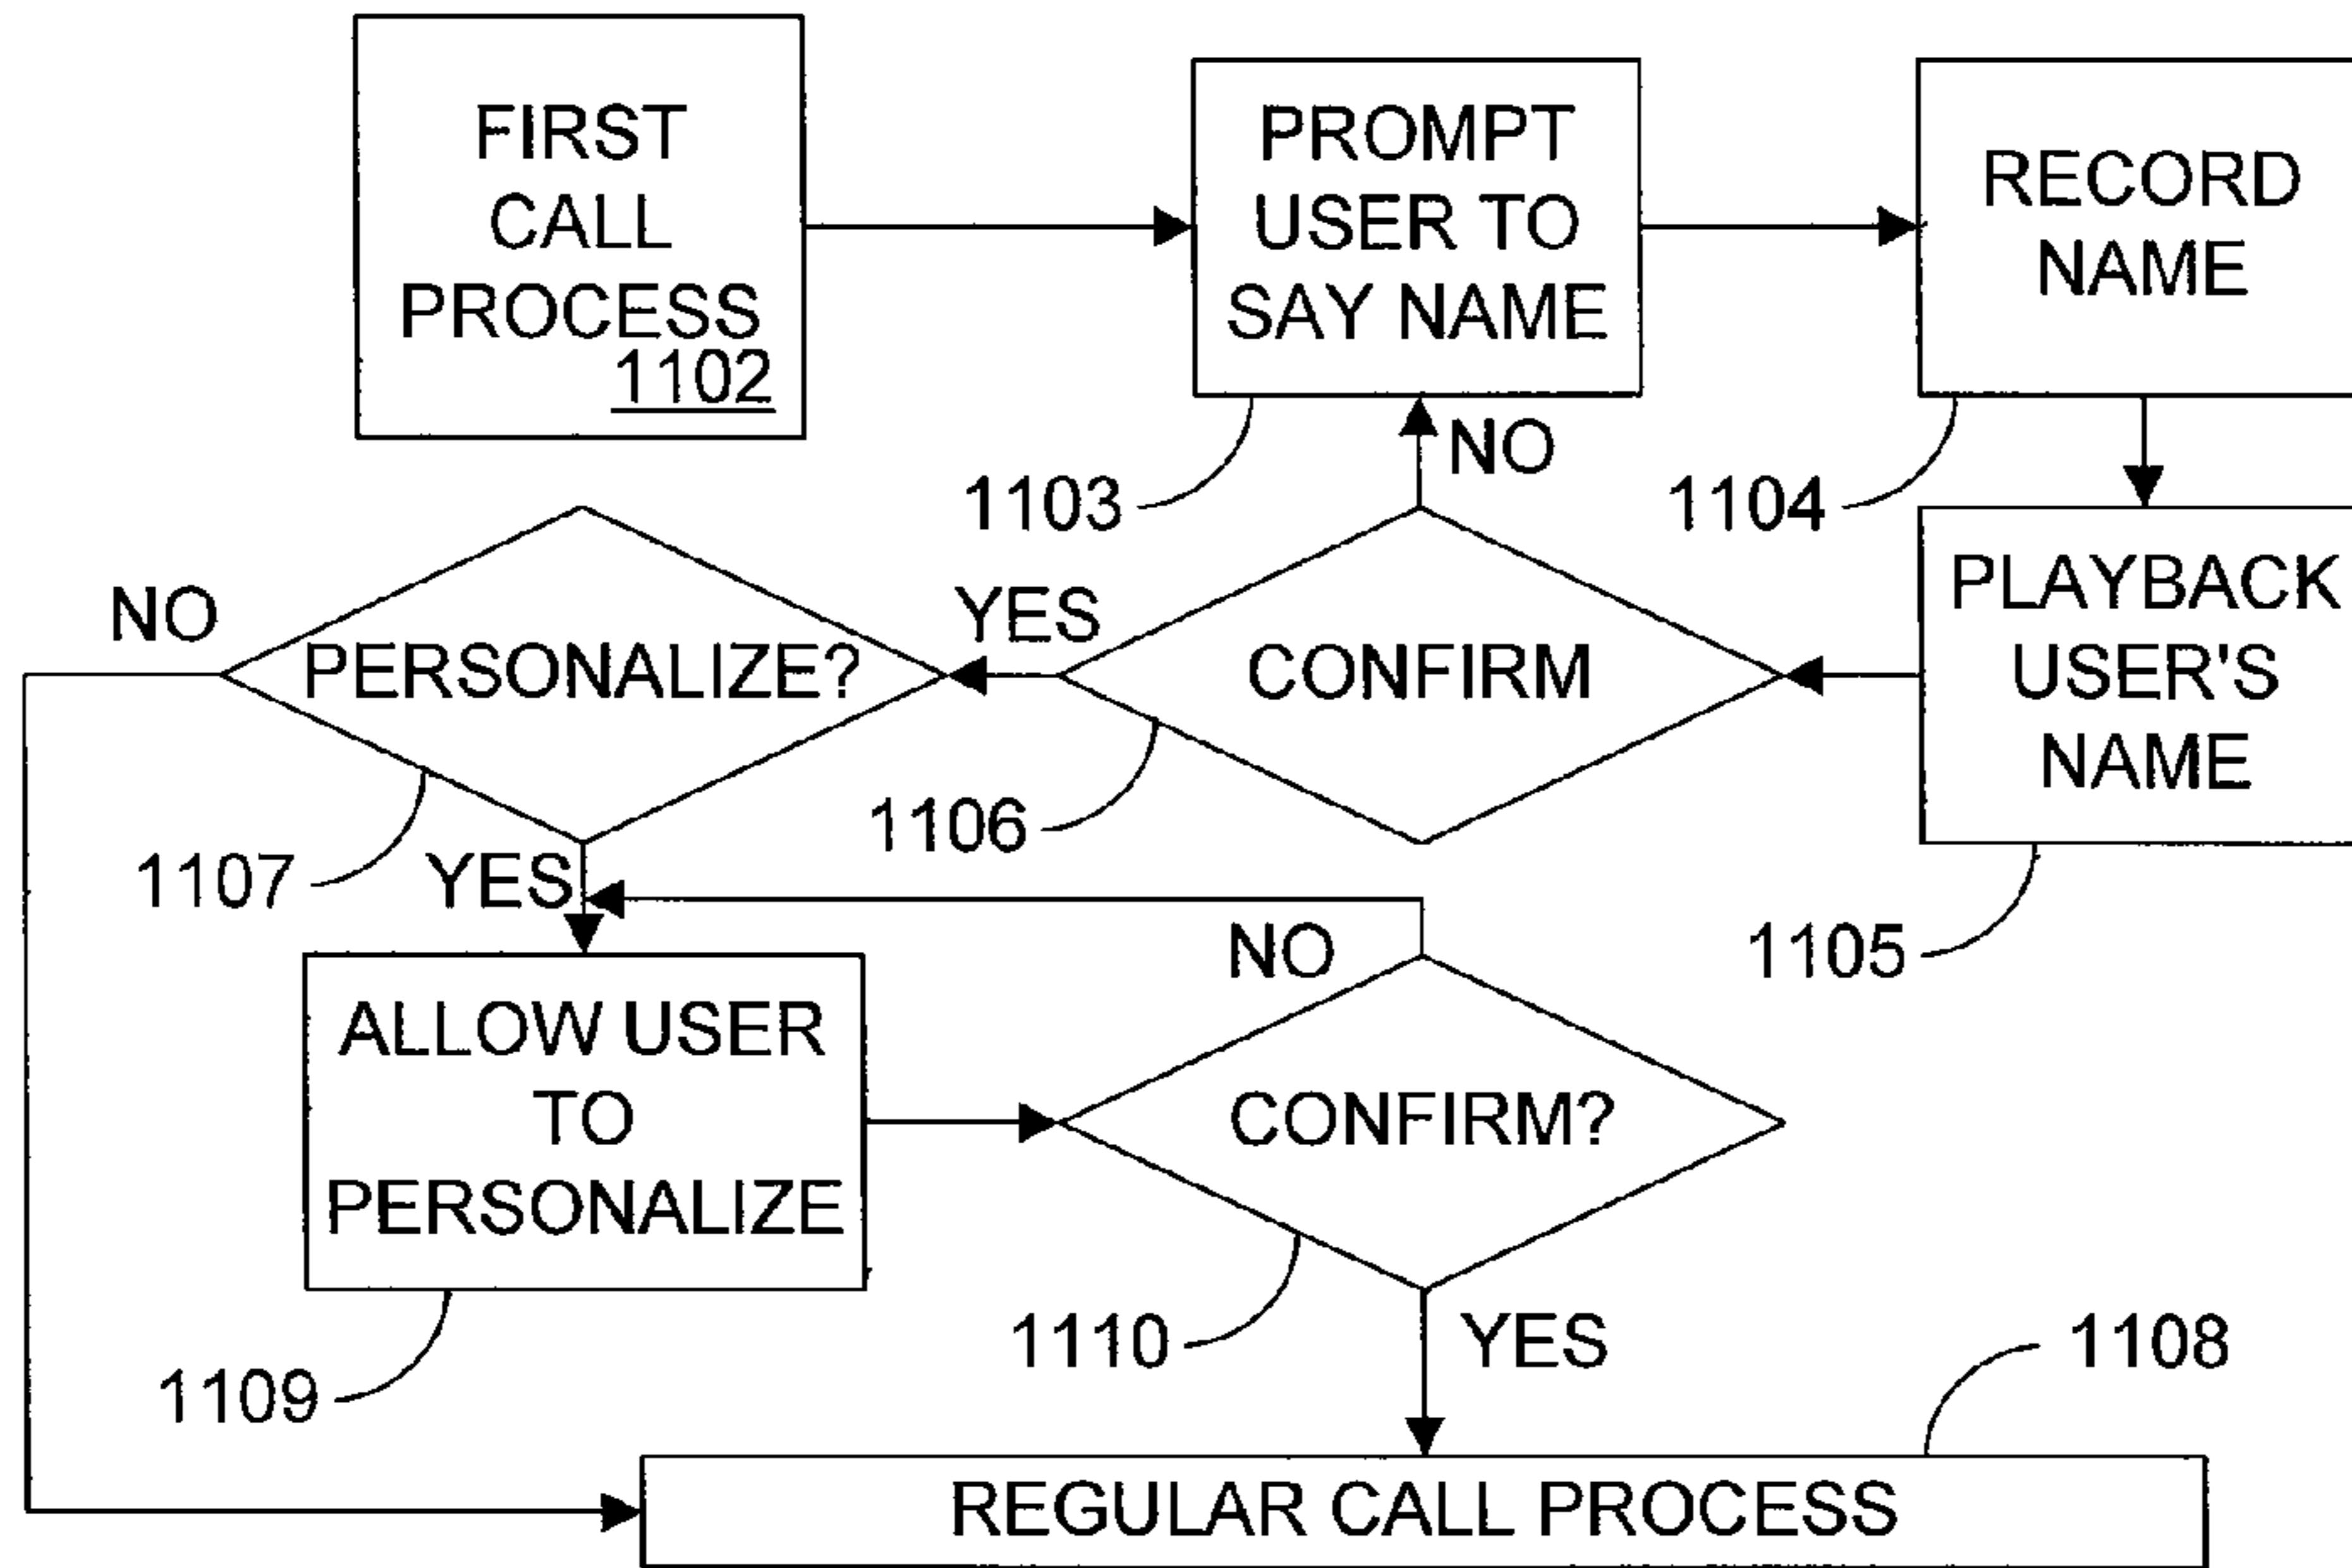 FIRST
CALL
PROCESS
1102
PROMPT
USER TO
SAY NAME
RECORD
NAME
1103
NO
1104
NO
PERSONALIZE?
YES
CONFIRM
PLAYBACK
USER'S
NAME
1107
YES
1106
1105
NO
ALLOW USER
TO
PERSONALIZE
CONFIRM?
1109
1110
YES
1108
REGULAR CALL PROCESS